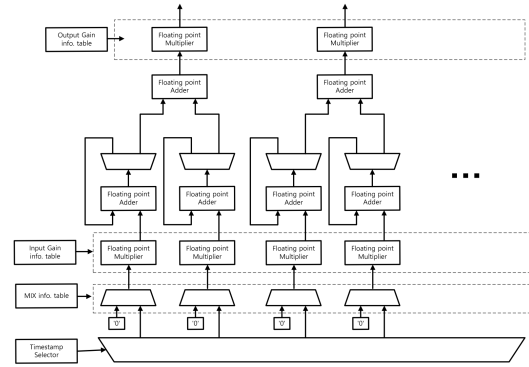 Output Gain
info. table
Floating point
Multiplier
Floating point
Multiplier
Floating point
Adder
Floating point
Adder
Floating point
Adder
Floating point
Adder
Floating point
Adder
Floating point
Adder
Input Gain
info. table
Floating point
Multiplier
Floating point
Multiplier
Floating point
Multiplier
Floating point
Multiplier
MIX info. table
'0'
'0'
'0'
'0'
Timestamp
Selector